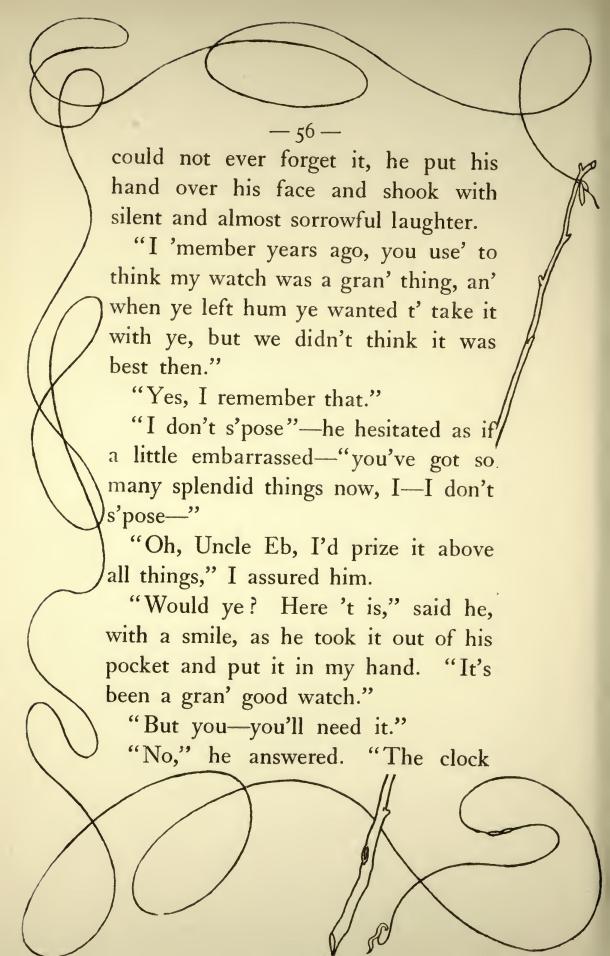 — 56 —
could not ever forget it, he put his
hand over his face and shook with
silent and almost sorrowful laughter.
“I ’member years ago, you use’ to
think my watch was a gran’ thing, an’
when ye left hum ye wanted t’ take it
with ye, but we didn’t think it was
best then.”
“Yes, I remember that.”
“I don’t s’pose”—he hesitated as if
a little embarrassed—“you’ve got so
many splendid things now, I—I don’t
s’pose—”
“Oh, Uncle Eb, I’d prize it above
all things,” I assured him.
“Would ye? Here ’t is,” said he,
with a smile, as he took it out of his
pocket and put it in my hand. “It’s
been a gran’ good watch.”
“But you—you’ll need it.”
“No,” he answered. “The clock